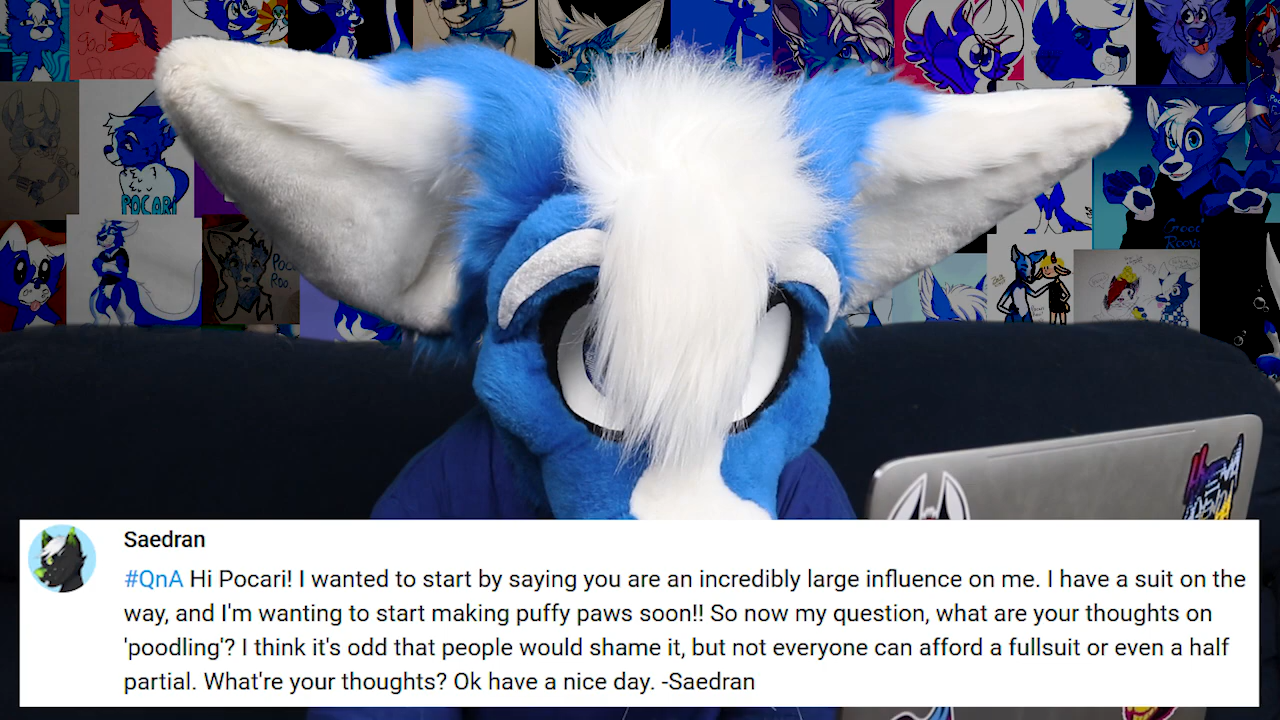 god
furson
POCARI
Saedran
#QnA Hi Pocari! I wanted to start by saying you are an incredibly large influence on me. I have a suit on the
way, and I'm wanting to start making puffy paws soon!! So now my question, what are your thoughts on
'poodling'? I think it's odd that people would shame it, but not everyone can afford a fullsuit or even a half
partial. What're your thoughts? Ok have a nice day. -Saedran